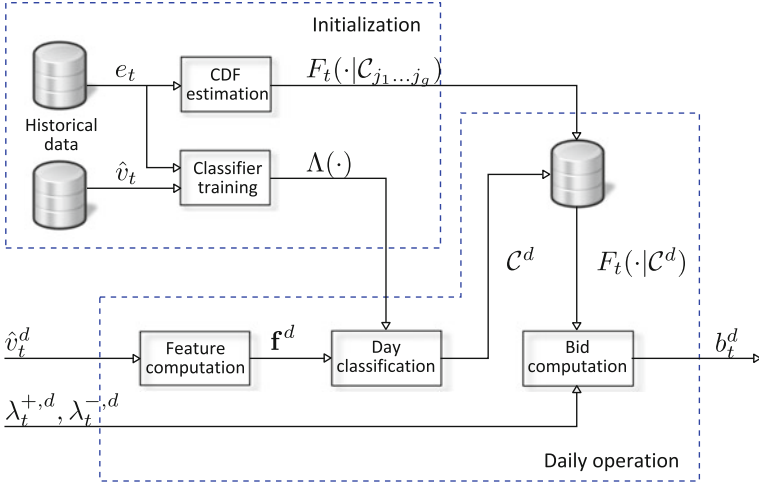 Initialization
e_t
CDF
estimation
F_t(·|C_{j_1...j_g})
Historical
data
v̂_t
Classifier
training
Λ(·)
C^d
F_t(·|C^d)
v̂_t^d
Feature
computation
f^d
Day
classification
Bid
computation
b_t^d
λ_t^{+,d}, λ_t^{-,d}
Daily operation